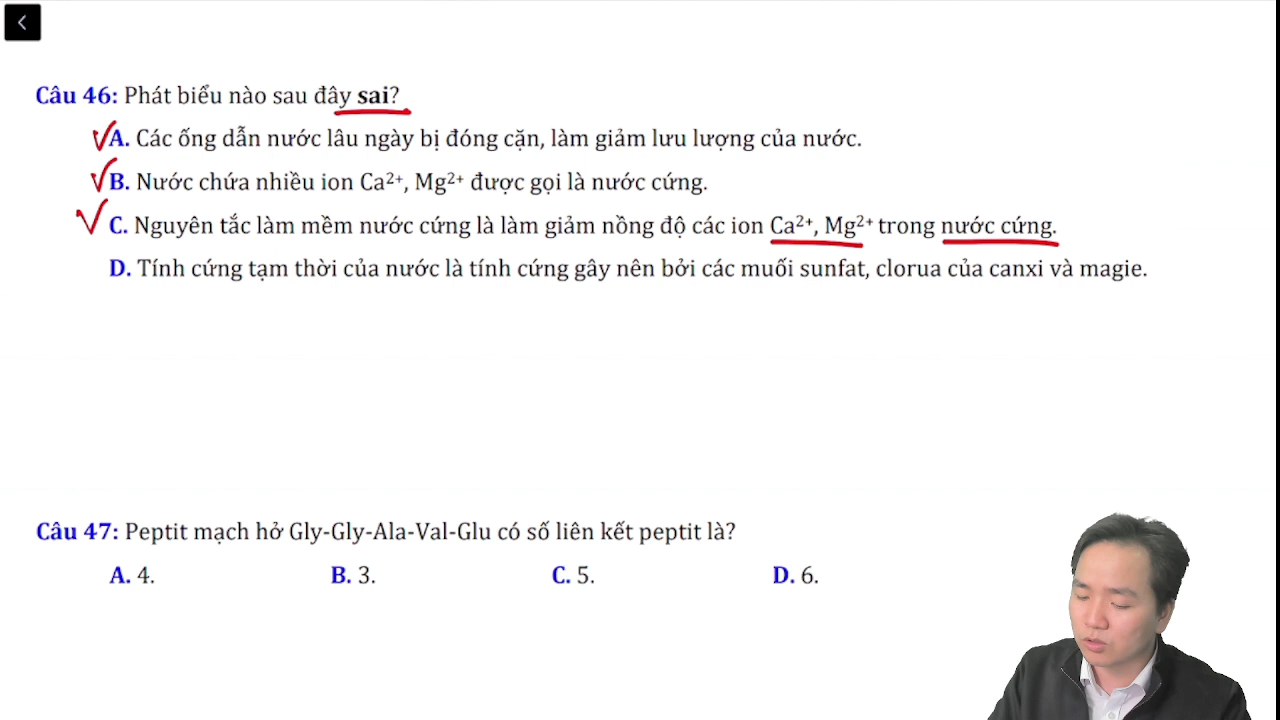 Câu 46: Phát biểu nào sau đây sai?
A. Các ống dẫn nước lâu ngày bị đóng cặn, làm giảm lưu lượng của nước.
B. Nước chứa nhiều ion Ca²⁺, Mg²⁺ được gọi là nước cứng.
C. Nguyên tắc làm mềm nước cứng là làm giảm nồng độ các ion Ca²⁺, Mg²⁺ trong nước cứng.
D. Tính cứng tạm thời của nước là tính cứng gây nên bởi các muối sunfat, clorua của canxi và magie.
Câu 47: Peptit mạch hở Gly-Gly-Ala-Val-Glu có số liên kết peptit là?
A. 4. B. 3. C. 5. D. 6.